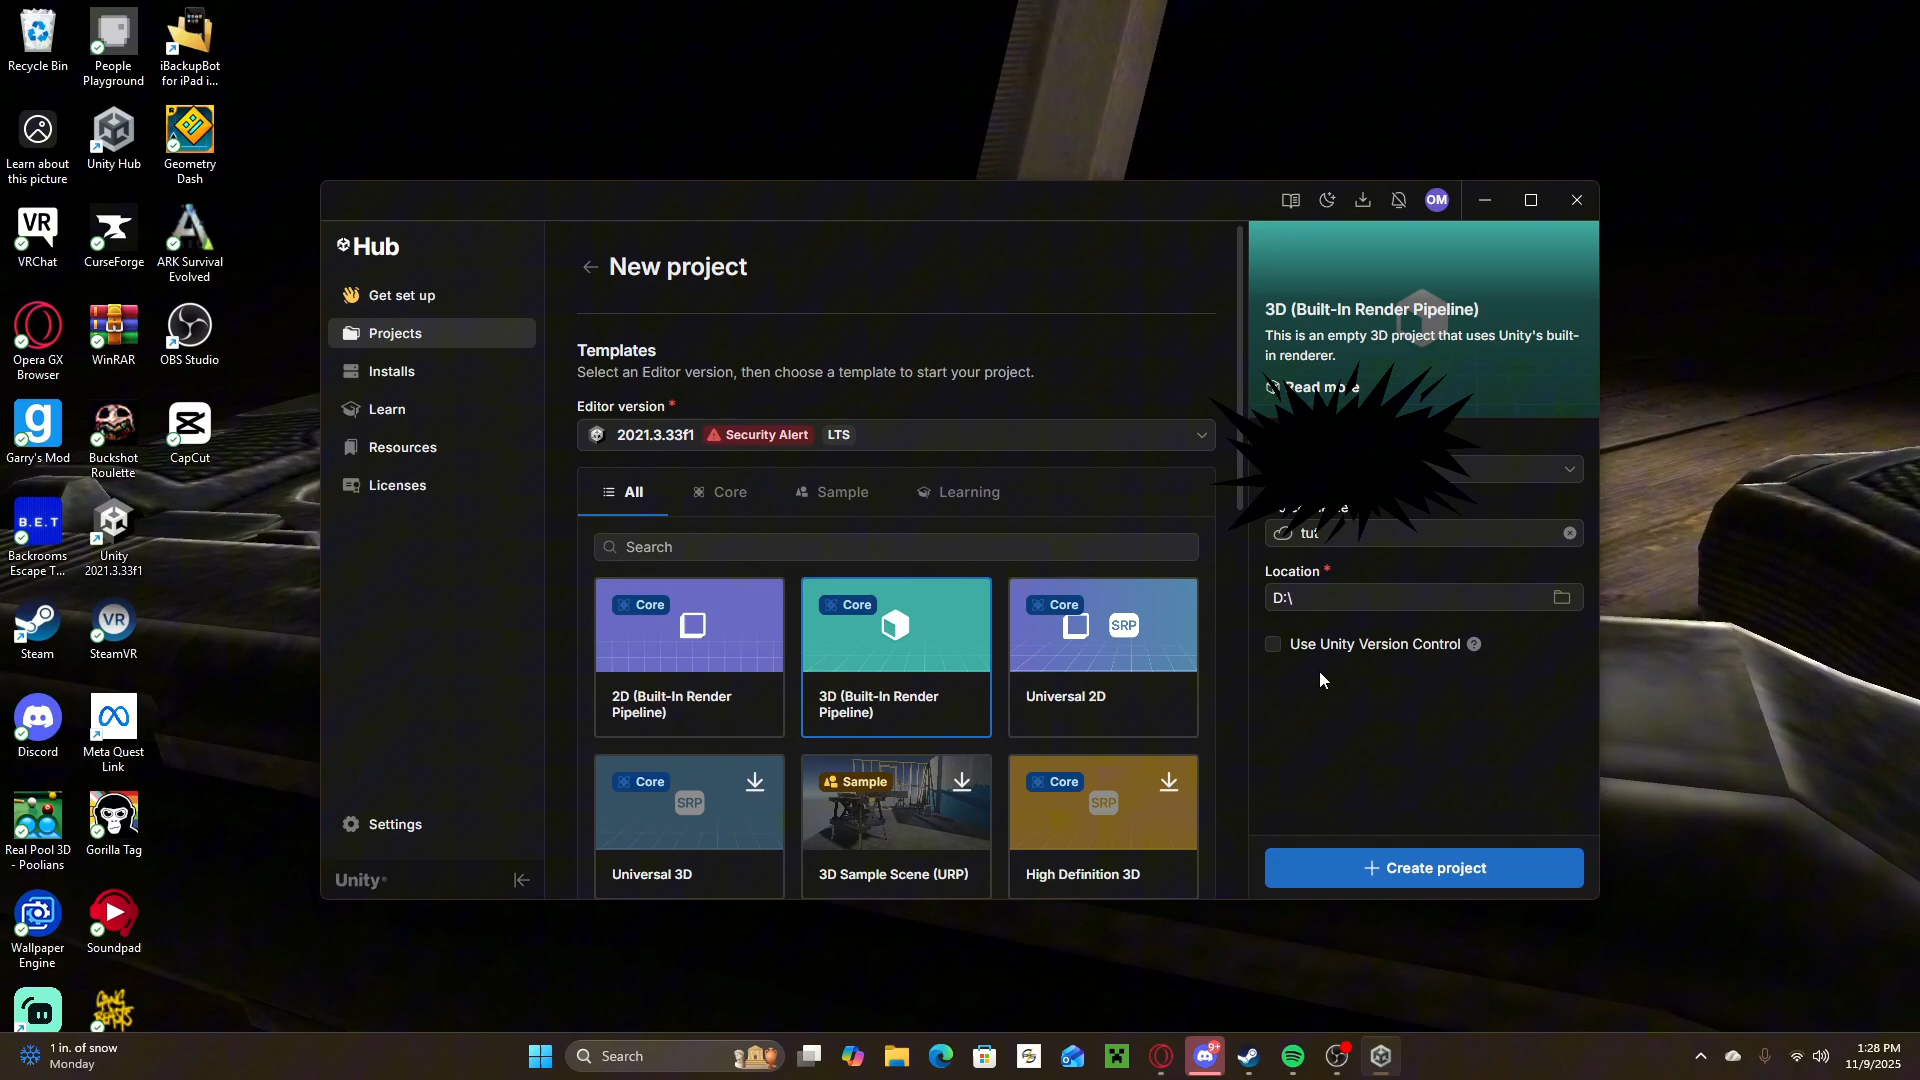 Recycle Bin
People
Playground
iBackupBot
for iPad i...
Learn about
this picture
Unity Hub
Geometry
Dash
VR
VRChat
CurseForge
ARK Survival
Evolved
Opera GX
Browser
WinRAR
OBS Studio
Garry's Mod
Buckshot
Roulette
CapCut
B.E.T
Backrooms
Escape T...
Unity
2021.3.33f1
Steam
VR
SteamVR
Discord
Meta Quest
Link
Real Pool 3D
- Poolians
Gorilla Tag
Wallpaper
Engine
Soundpad
GANG
BEASTS
OM
Hub
Get set up
Projects
Installs
Learn
Resources
Licenses
Settings
Unity
New project
Templates
Select an Editor version, then choose a template to start your project.
Editor version *
2021.3.33f1 Security Alert LTS
All Core Sample Learning
Search
Core
2D (Built-In Render
Pipeline)
Core
3D (Built-In Render
Pipeline)
Core
SRP
Universal 2D
Core
SRP
Universal 3D
Sample
3D Sample Scene (URP)
Core
SRP
High Definition 3D
3D (Built-In Render Pipeline)
This is an empty 3D project that uses Unity's built-
in renderer.
Read more
Location *
D:\
Use Unity Version Control ?
+ Create project
1 in. of snow
Monday
Search
9+
1:28 PM
11/9/2025